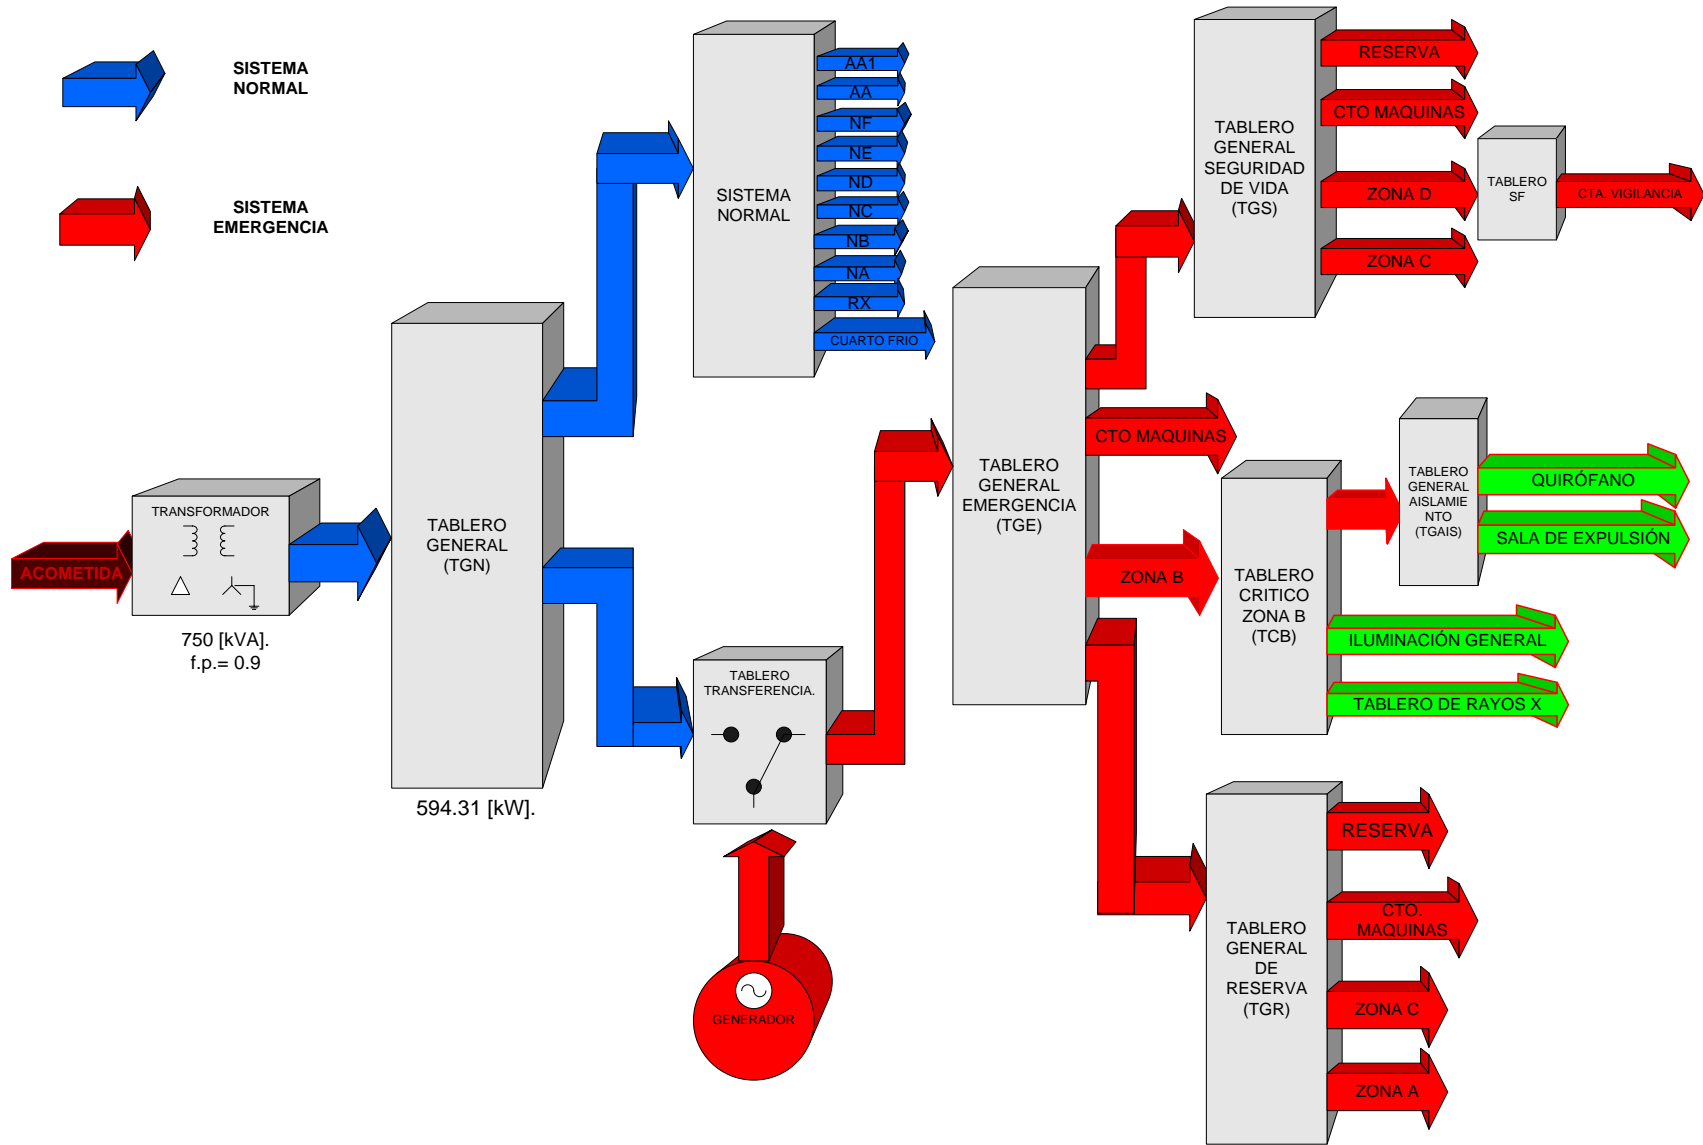 SISTEMA
NORMAL
SISTEMA
EMERGENCIA
ACOMETIDA
TRANSFORMADOR
750 [kVA].
f.p.= 0.9
TABLERO
GENERAL
(TGN)
594.31 [kW].
SISTEMA
NORMAL
AA1
AA
NF
NE
ND
NC
NB
NA
RX
CUARTO FRIO
TABLERO
TRANSFERENCIA.
GENERADOR
TABLERO
GENERAL
EMERGENCIA
(TGE)
CTO MAQUINAS
ZONA B
TABLERO
GENERAL
SEGURIDAD
DE VIDA
(TGS)
RESERVA
CTO MAQUINAS
ZONA D
ZONA C
TABLERO
SF
CTA. VIGILANCIA
TABLERO
CRITICO
ZONA B
(TCB)
TABLERO
GENERAL
AISLAMIE
NTO
(TGAIS)
QUIRÓFANO
SALA DE EXPULSIÓN
ILUMINACIÓN GENERAL
TABLERO DE RAYOS X
TABLERO
GENERAL
DE
RESERVA
(TGR)
RESERVA
CTO.
MAQUINAS
ZONA C
ZONA A